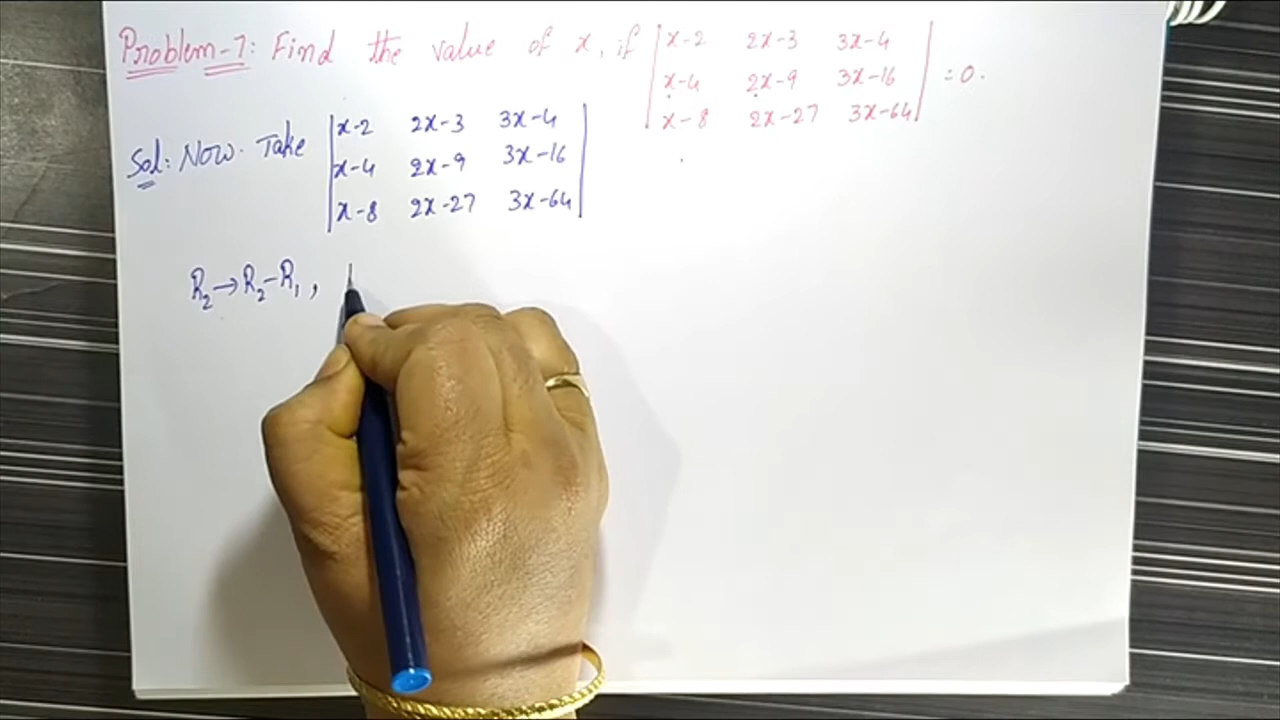 Problem-7: Find the value of x, if | x-2 2x-3 3x-4 |
| x-4 2x-9 3x-16 | = 0.
| x-8 2x-27 3x-64 |
Sol: Now. Take | x-2 2x-3 3x-4 |
| x-4 2x-9 3x-16 |
| x-8 2x-27 3x-64 |
R₂→R₂-R₁,